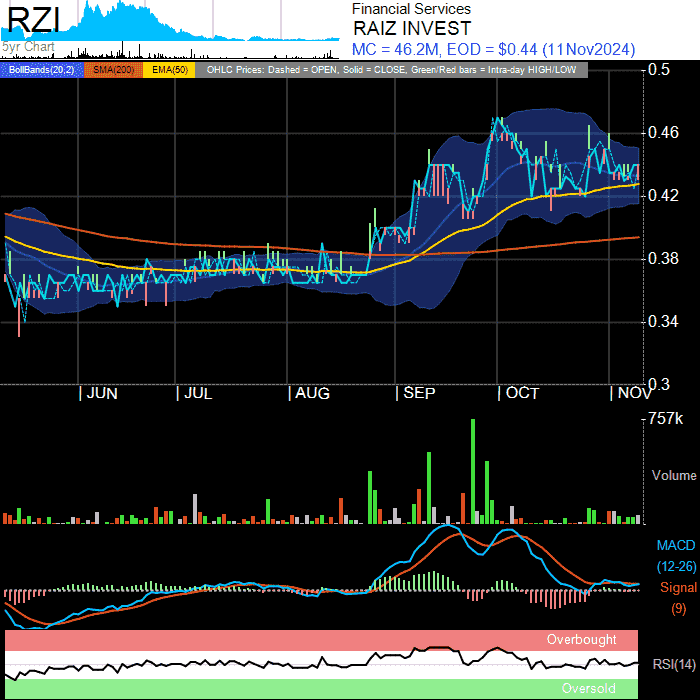 RZI
Financial Services
RAIZ INVEST
5yr Chart
MC = 46.2M, EOD = $0.44 (11Nov2024)
BollBands(20,2) SMA(200) EMA(50) OHLC Prices: Dashed = OPEN, Solid = CLOSE, Green/Red bars = Intra-day HIGH/LOW
0.5
0.46
0.42
0.38
0.34
0.3
JUN JUL AUG SEP OCT NOV
757k
Volume
MACD
(12-26)
Signal
(9)
Overbought
RSI(14)
Oversold